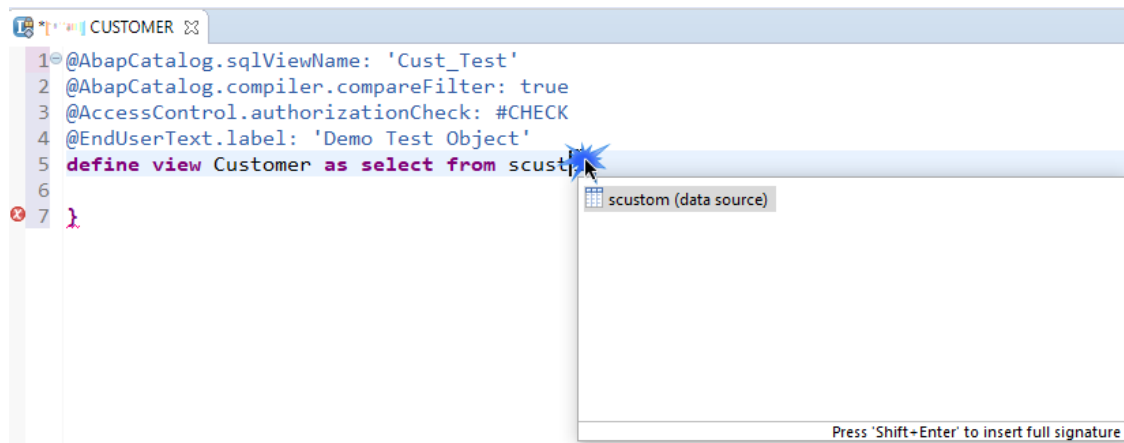 CUSTOMER
1 @AbapCatalog.sqlViewName: 'Cust_Test'
2 @AbapCatalog.compiler.compareFilter: true
3 @AccessControl.authorizationCheck: #CHECK
4 @EndUserText.label: 'Demo Test Object'
5 define view Customer as select from scust
scustom (data source)
6
7 }
Press 'Shift+Enter' to insert full signature